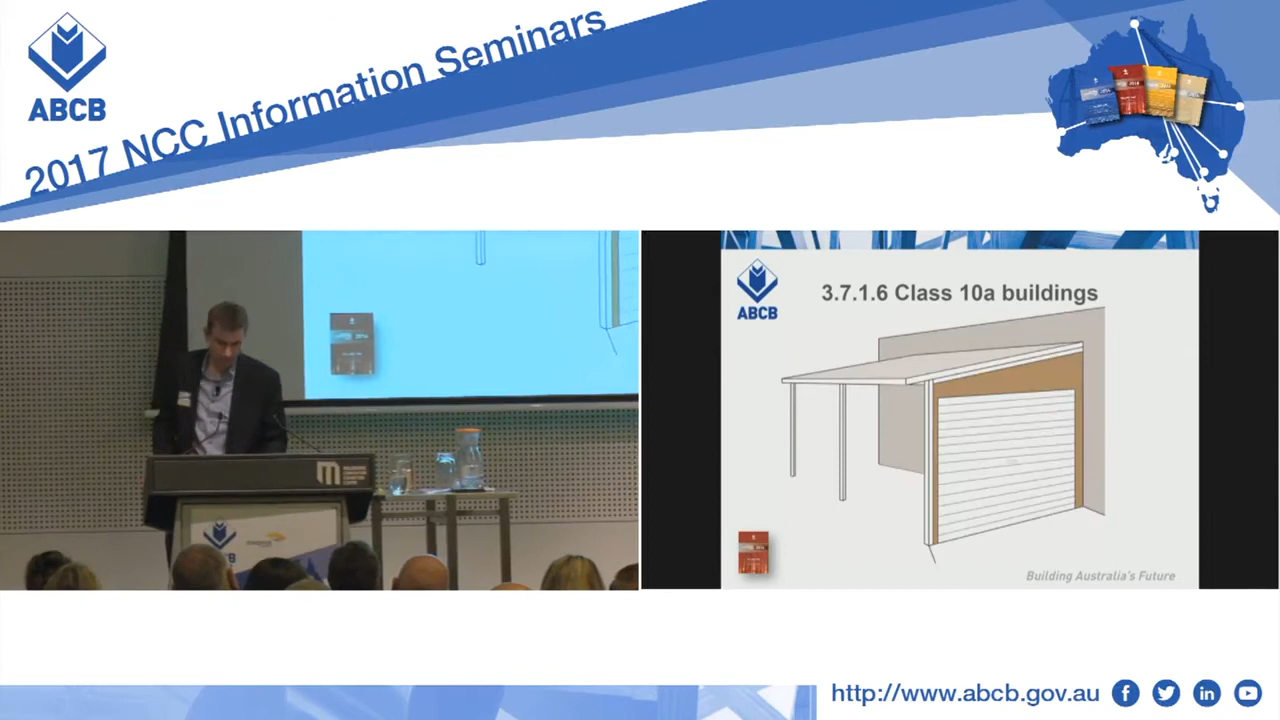 ABCB
2017 NCC Information Seminars
ABCB
3.7.1.6 Class 10a buildings
Building Australia's Future
ABCB
http://www.abcb.gov.au